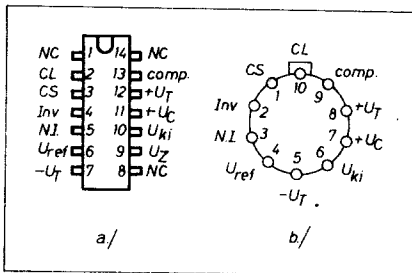 NC 1 14 NC
CL 2 13 comp.
CS 3 12 +U_T
Inv 4 11 +U_C
N.I. 5 10 U_ki
U_ref 6 9 U_Z
-U_T 7 8 NC
a./
CL
CS 10 comp.
1 9
Inv 2 8 +U_T
N.I. 3 7 +U_C
U_ref 4 5 6 U_ki
-U_T
b./